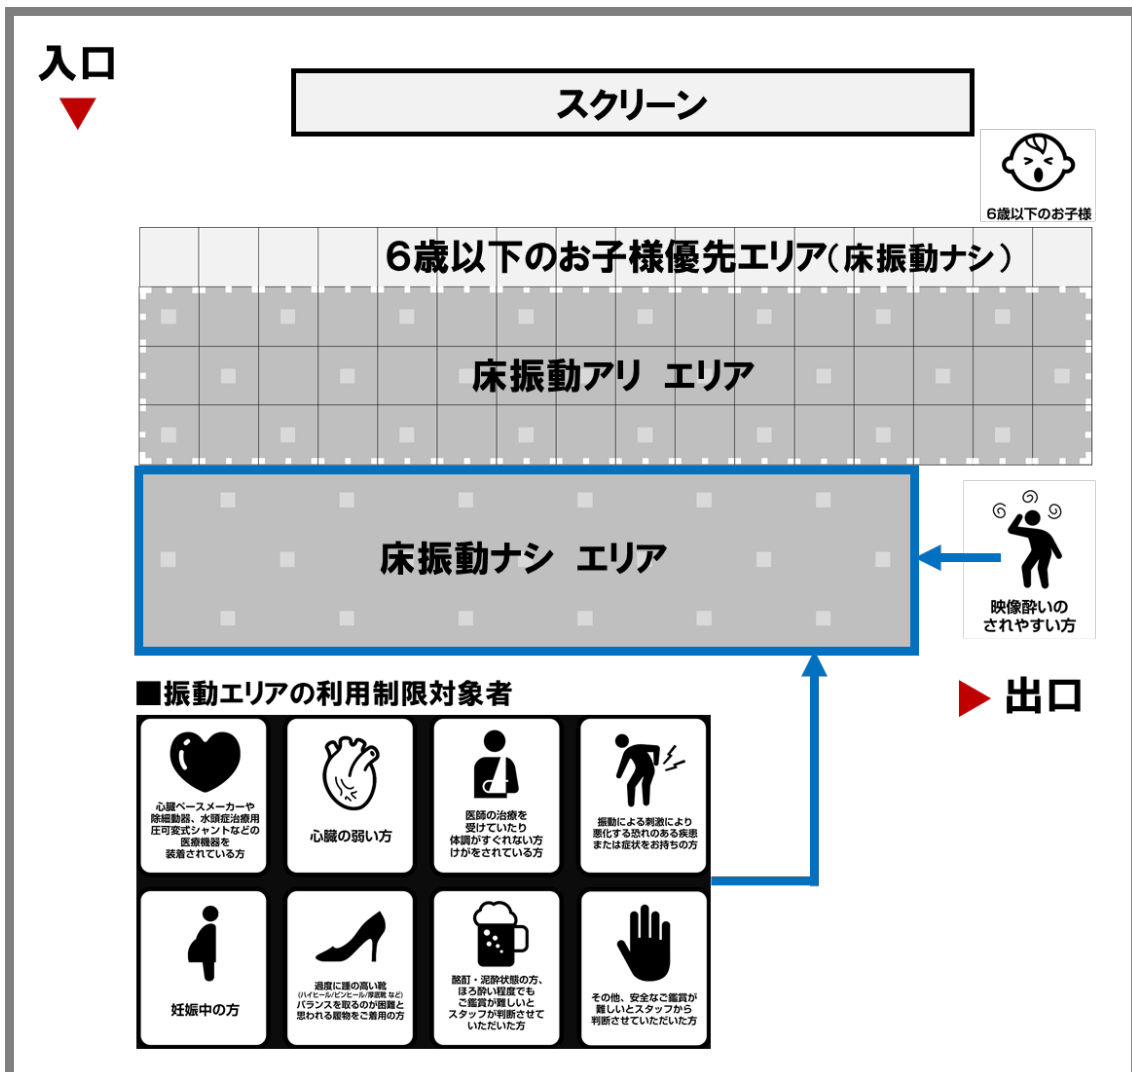 入口
スクリーン
6歳以下のお子様
6歳以下のお子様優先エリア(床振動ナシ)
床振動アリ エリア
床振動ナシ エリア
映像酔いの
されやすい方
出口
■振動エリアの利用制限対象者
心臓ペースメーカーや
除細動器、水頭症治療用
圧可変式シャントなどの
医療機器を
装着されている方
心臓の弱い方
医師の治療を
受けていたり
体調がすぐれない方
けがをされている方
振動による刺激により
悪化する恐れのある疾患
または症状をお持ちの方
妊娠中の方
過度に踵の高い靴
(ハイヒール/ピンヒール/厚底靴 など)
バランスを取るのが困難と
思われる履物をご着用の方
酩酊・泥酔状態の方、
ほろ酔い程度でも
ご鑑賞が難しいと
スタッフが判断させて
いただいた方
その他、安全なご鑑賞が
難しいとスタッフから
判断させていただいた方